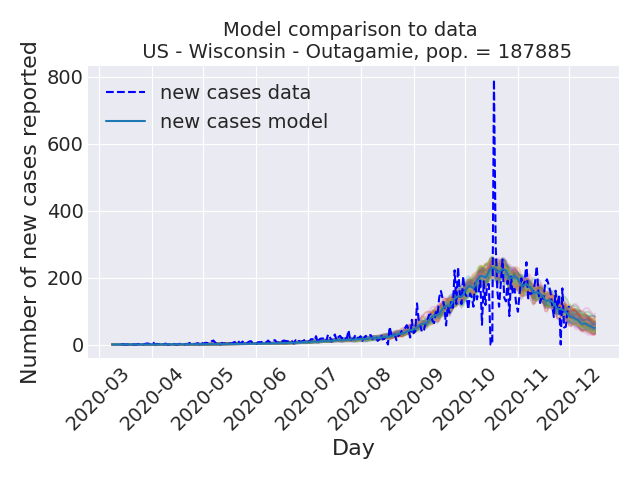 Model comparison to data
US - Wisconsin - Outagamie, pop. = 187885
Number of new cases reported
800
600
400
200
0
new cases data
new cases model
2020-03
2020-04
2020-05
2020-06
2020-07
2020-08
2020-09
2020-10
2020-11
2020-12
Day